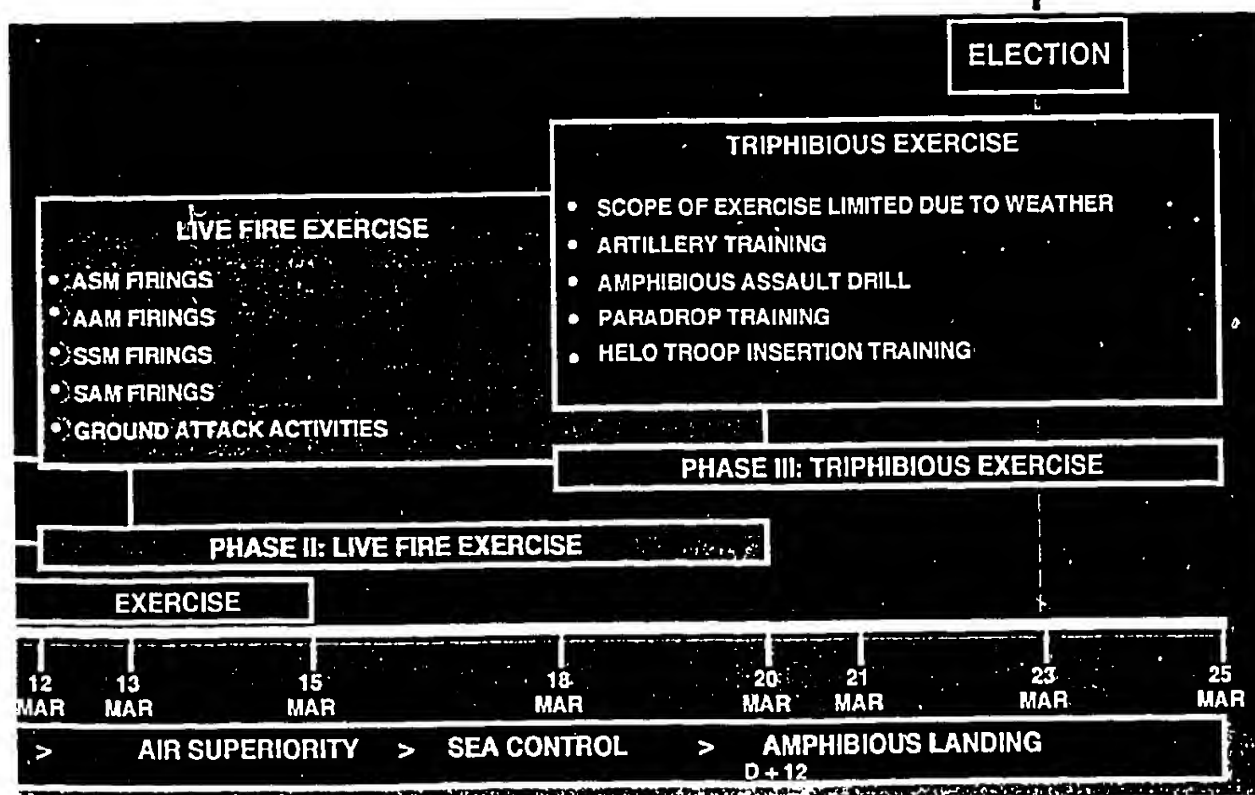 ELECTION
TRIPHIBIOUS EXERCISE
• SCOPE OF EXERCISE LIMITED DUE TO WEATHER
• ARTILLERY TRAINING
• AMPHIBIOUS ASSAULT DRILL
• PARADROP TRAINING
• HELO TROOP INSERTION TRAINING
LIVE FIRE EXERCISE
• ASM FIRINGS
• AAM FIRINGS
• SSM FIRINGS
• SAM FIRINGS
• GROUND ATTACK ACTIVITIES
PHASE III: TRIPHIBIOUS EXERCISE
PHASE II: LIVE FIRE EXERCISE
EXERCISE
12 13 15 18 20 21 23 25
MAR MAR MAR MAR MAR MAR MAR MAR
> AIR SUPERIORITY > SEA CONTROL > AMPHIBIOUS LANDING
D + 12